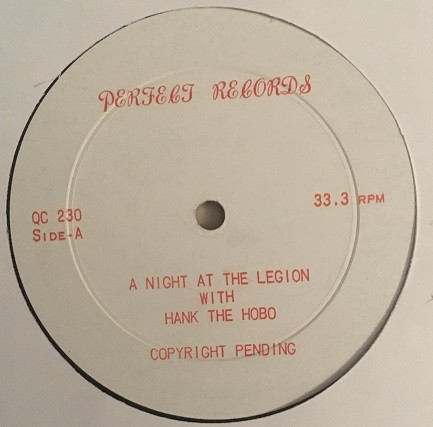 PERFECT RECORDS
QC 230
SIDE-A
33.3 RPM
A NIGHT AT THE LEGION
WITH
HANK THE HOBO
COPYRIGHT PENDING